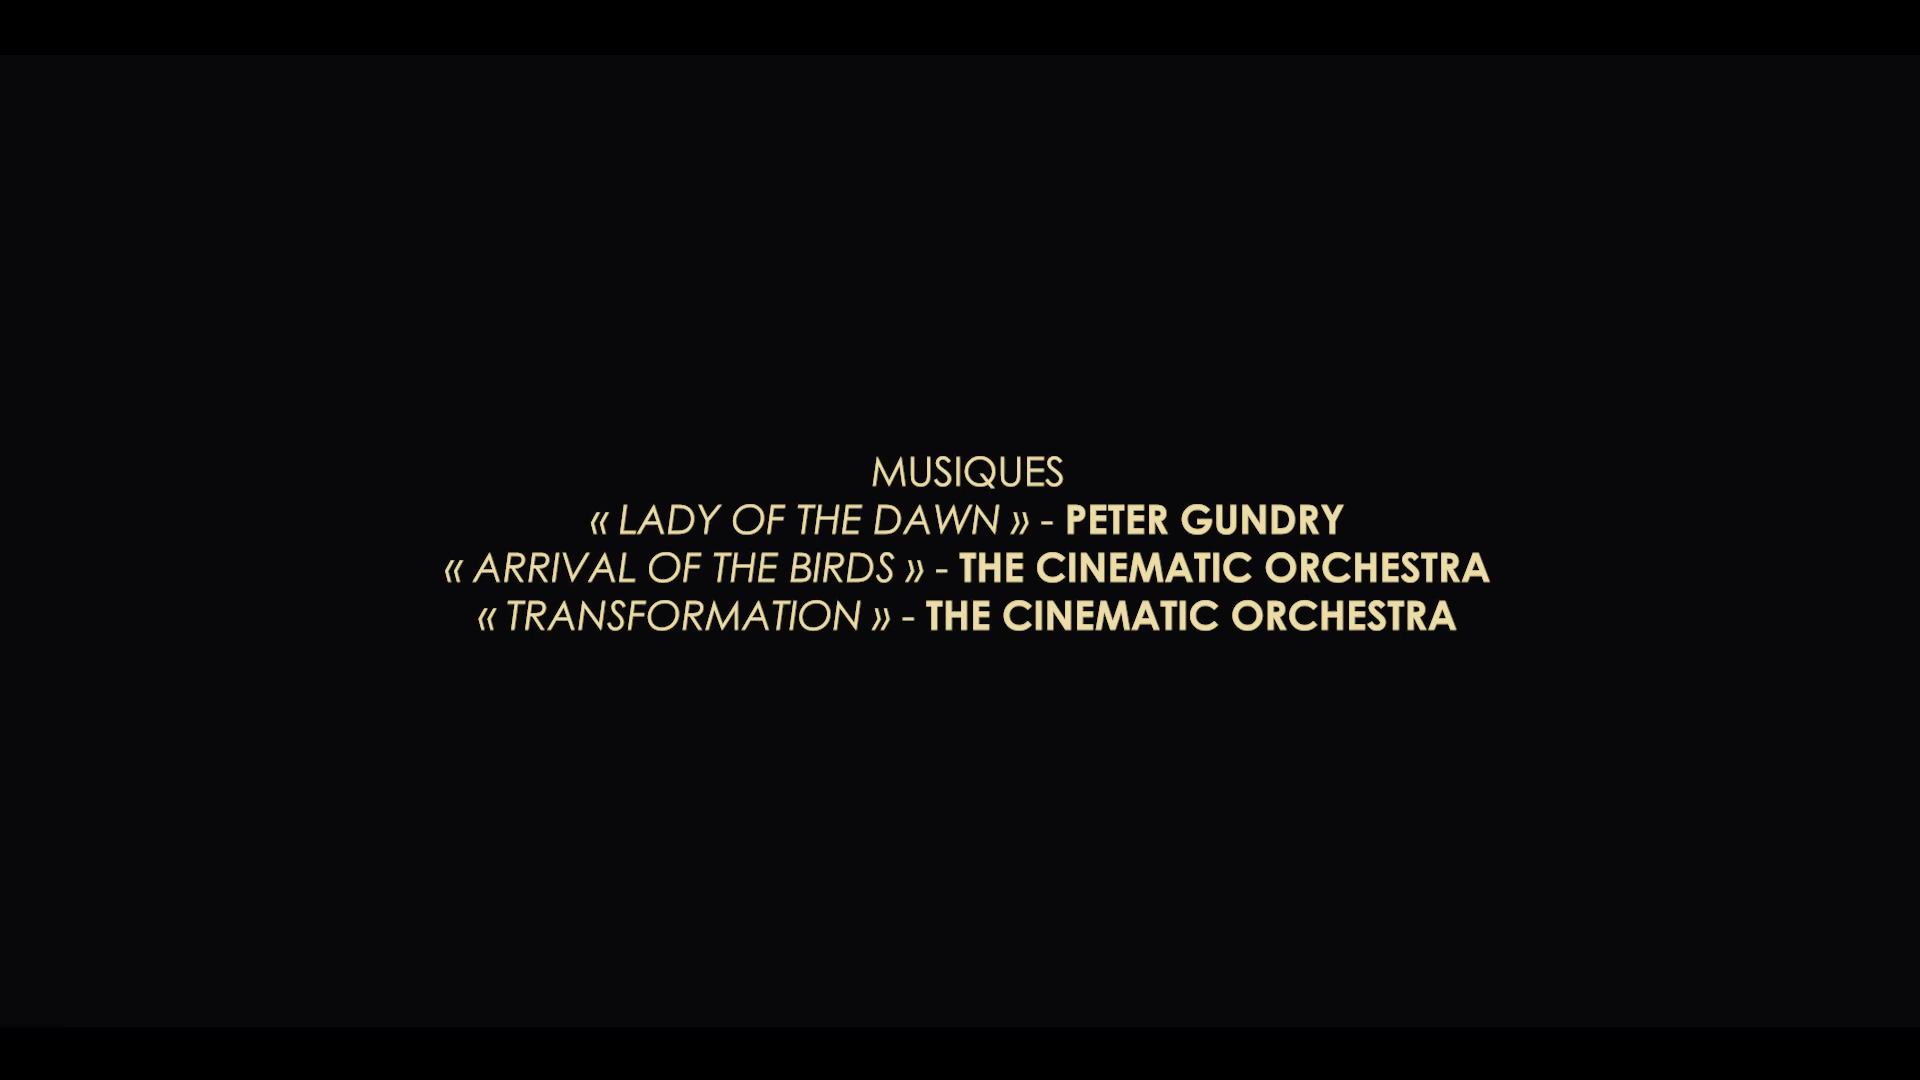 MUSIQUES
« LADY OF THE DAWN » - PETER GUNDRY
« ARRIVAL OF THE BIRDS » - THE CINEMATIC ORCHESTRA
« TRANSFORMATION » - THE CINEMATIC ORCHESTRA